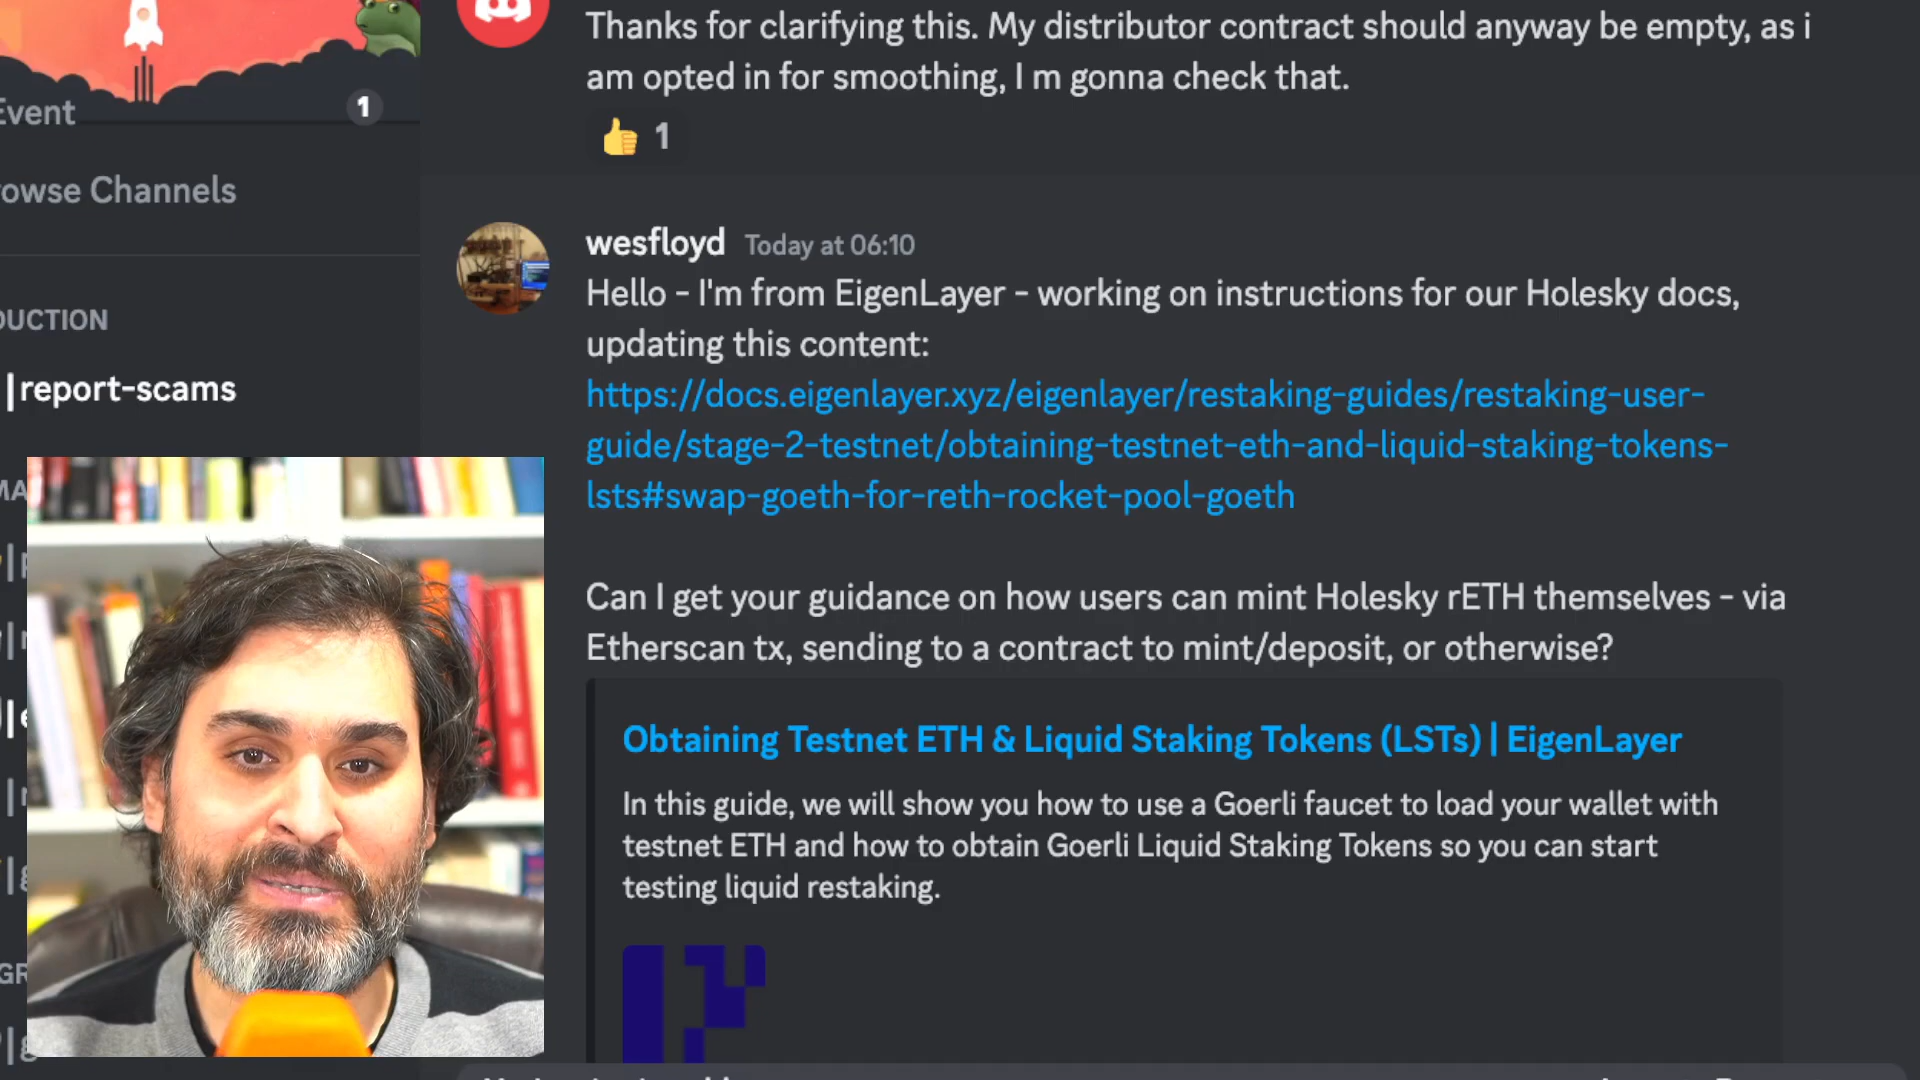 Event
1
owse Channels
DUCTION
report-scams
MA
GR
Thanks for clarifying this. My distributor contract should anyway be empty, as i
am opted in for smoothing, I m gonna check that.
👍 1
wesfloyd Today at 06:10
Hello - I'm from EigenLayer - working on instructions for our Holesky docs,
updating this content:
https://docs.eigenlayer.xyz/eigenlayer/restaking-guides/restaking-user-
guide/stage-2-testnet/obtaining-testnet-eth-and-liquid-staking-tokens-
lsts#swap-goeth-for-reth-rocket-pool-goeth
Can I get your guidance on how users can mint Holesky rETH themselves - via
Etherscan tx, sending to a contract to mint/deposit, or otherwise?
Obtaining Testnet ETH & Liquid Staking Tokens (LSTs) | EigenLayer
In this guide, we will show you how to use a Goerli faucet to load your wallet with
testnet ETH and how to obtain Goerli Liquid Staking Tokens so you can start
testing liquid restaking.